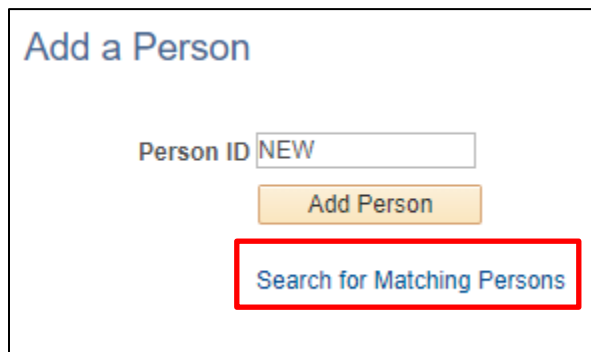 Add a Person
Person ID NEW
Add Person
Search for Matching Persons